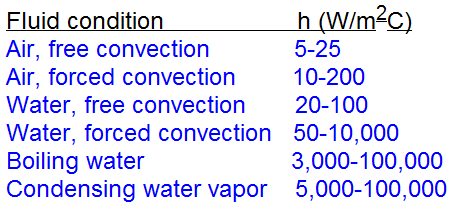 Fluid condition h (W/m²C)
Air, free convection 5-25
Air, forced convection 10-200
Water, free convection 20-100
Water, forced convection 50-10,000
Boiling water 3,000-100,000
Condensing water vapor 5,000-100,000